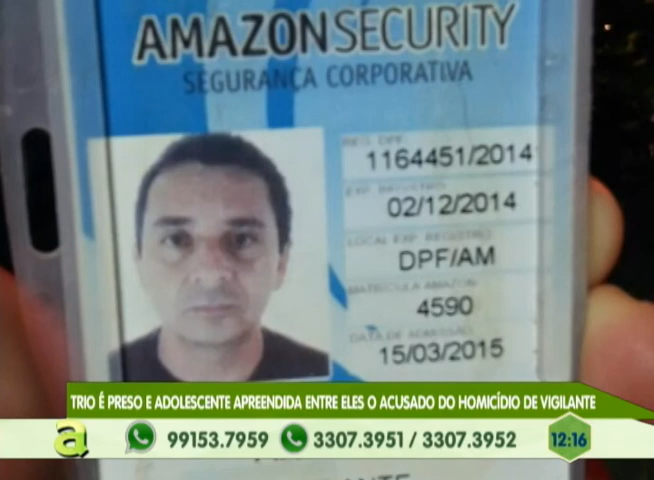 AMAZONSECURITY
SEGURANÇA CORPORATIVA
REG. DPF
1164451/2014
EXP. REGISTRO
02/12/2014
LOCAL EXP. REGISTRO
DPF/AM
MATRÍCULA AMAZON
4590
DATA DE ADMISSÃO
15/03/2015
TRIO É PRESO E ADOLESCENTE APREENDIDA ENTRE ELES O ACUSADO DO HOMICÍDIO DE VIGILANTE
a 99153.7959 3307.3951 / 3307.3952 12:16